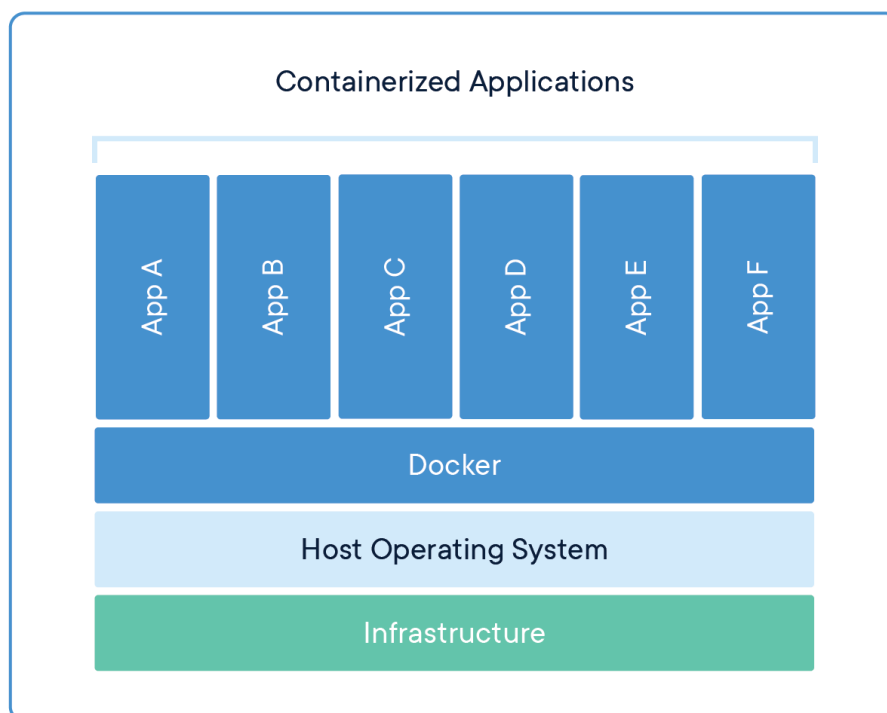 Containerized Applications
App A
App B
App C
App D
App E
App F
Docker
Host Operating System
Infrastructure